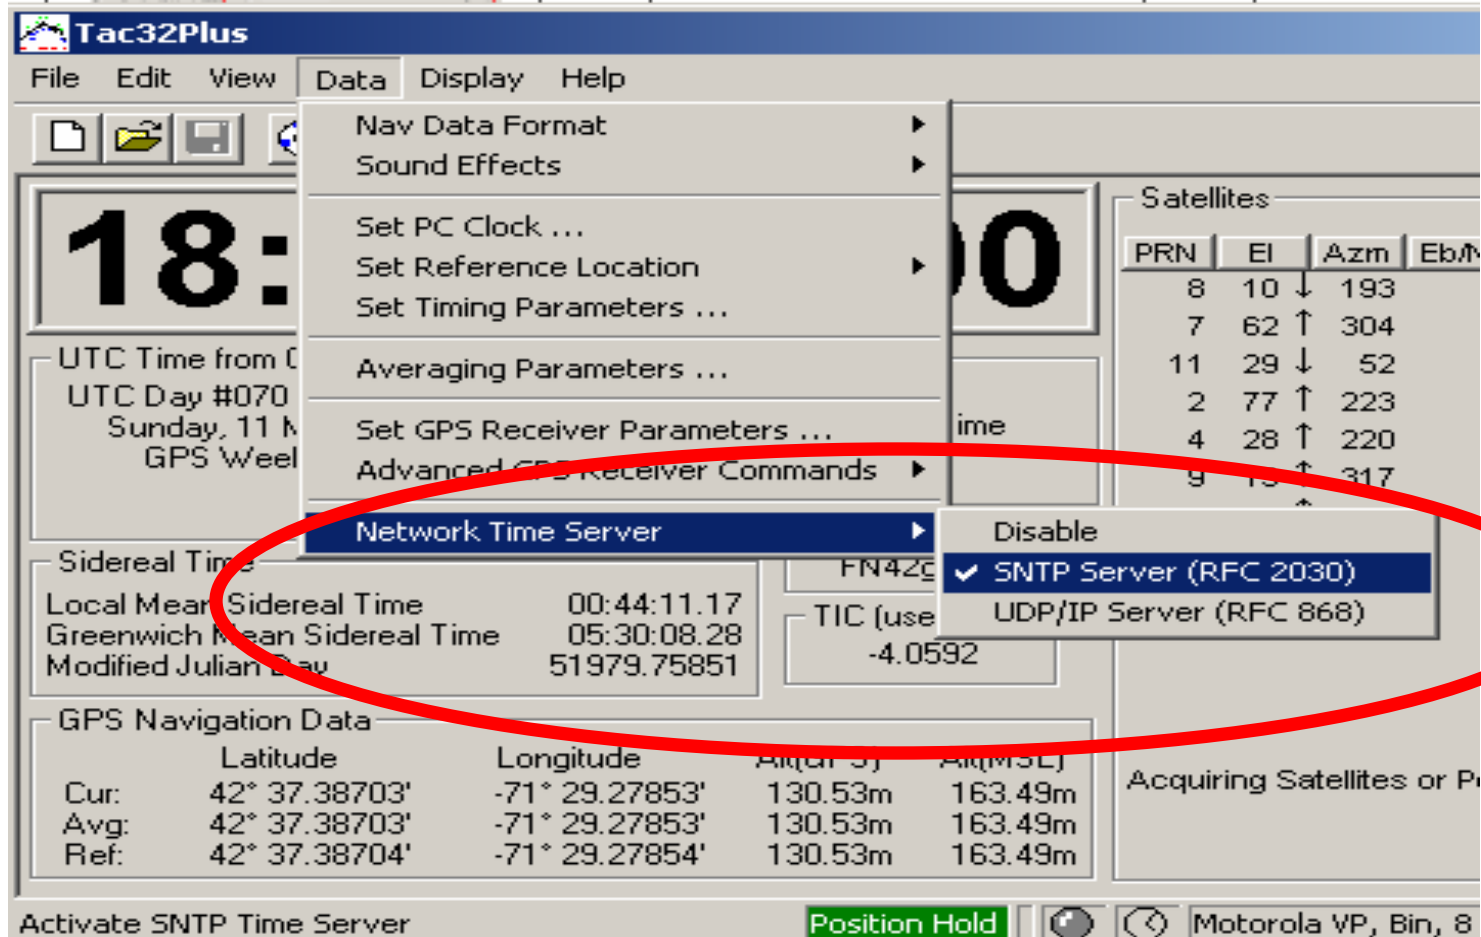 Tac32Plus
File Edit View Data Display Help
Nav Data Format
Sound Effects
Set PC Clock ...
Set Reference Location
Set Timing Parameters ...
Averaging Parameters ...
Set GPS Receiver Parameters ...
Advanced GPS Receiver Commands
Network Time Server
Disable
SNTP Server (RFC 2030)
UDP/IP Server (RFC 868)
18: 00
UTC Time from
UTC Day #070
Sunday, 11
GPS
ime
Satellites
PRN El Azm
8 10 ↓ 193
7 62 ↑ 304
11 29 ↓ 52
2 77 ↑ 223
4 28 ↑ 220
9 ↑ 317
Sidereal Time
Local Mean Sidereal Time 00:44:11.17
Greenwich Mean Sidereal Time 05:30:08.28
Modified Julian Day 51979.75851
TIC (use
-4.0592
GPS Navigation Data
Latitude Longitude Alt(GPS) Alt(MSL)
Cur: 42° 37.38703' -71° 29.27853' 130.53m 163.49m
Avg: 42° 37.38703' -71° 29.27853' 130.53m 163.49m
Ref: 42° 37.38704' -71° 29.27854' 130.53m 163.49m
Acquiring Satellites or
Activate SNTP Time Server Position Hold Motorola VP, Bin, 8